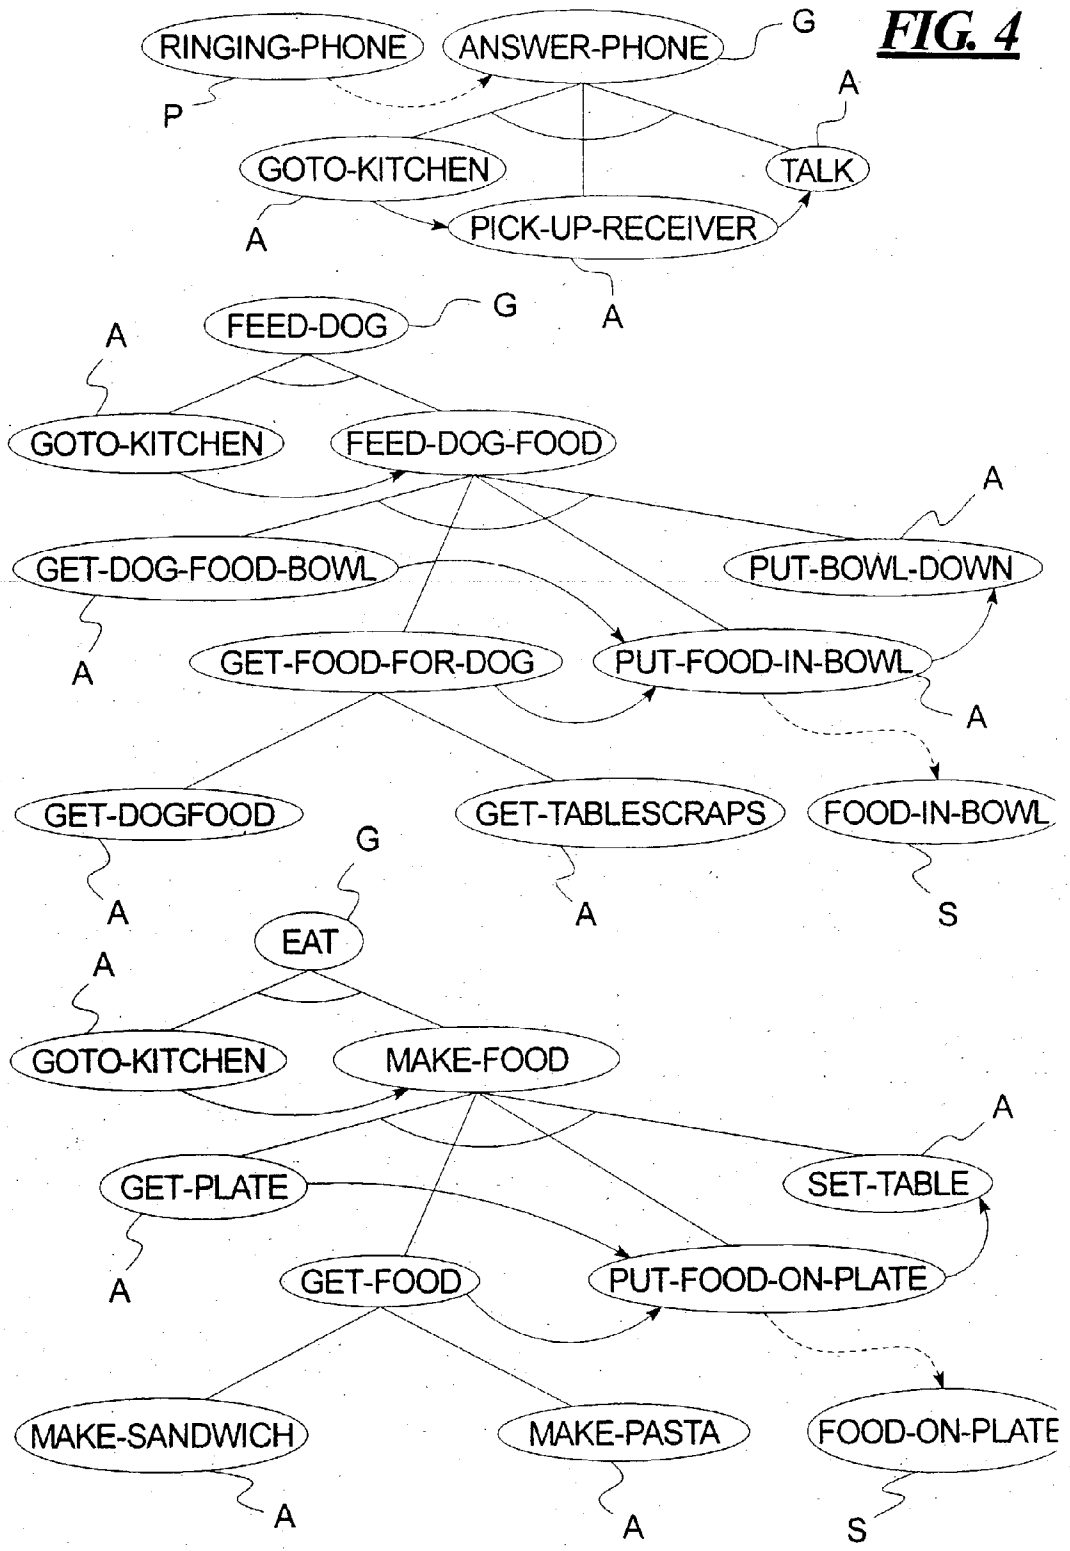 FIG. 4
RINGING-PHONE ANSWER-PHONE G
P A
GOTO-KITCHEN TALK
PICK-UP-RECEIVER
A
A
G
FEED-DOG
A
GOTO-KITCHEN FEED-DOG-FOOD
A
GET-DOG-FOOD-BOWL PUT-BOWL-DOWN
A
GET-FOOD-FOR-DOG PUT-FOOD-IN-BOWL
A
GET-DOGFOOD GET-TABLESCRAPS FOOD-IN-BOWL
G
A A S
EAT
A
GOTO-KITCHEN MAKE-FOOD
A
GET-PLATE SET-TABLE
A
GET-FOOD PUT-FOOD-ON-PLATE
MAKE-SANDWICH MAKE-PASTA FOOD-ON-PLATE
A A S